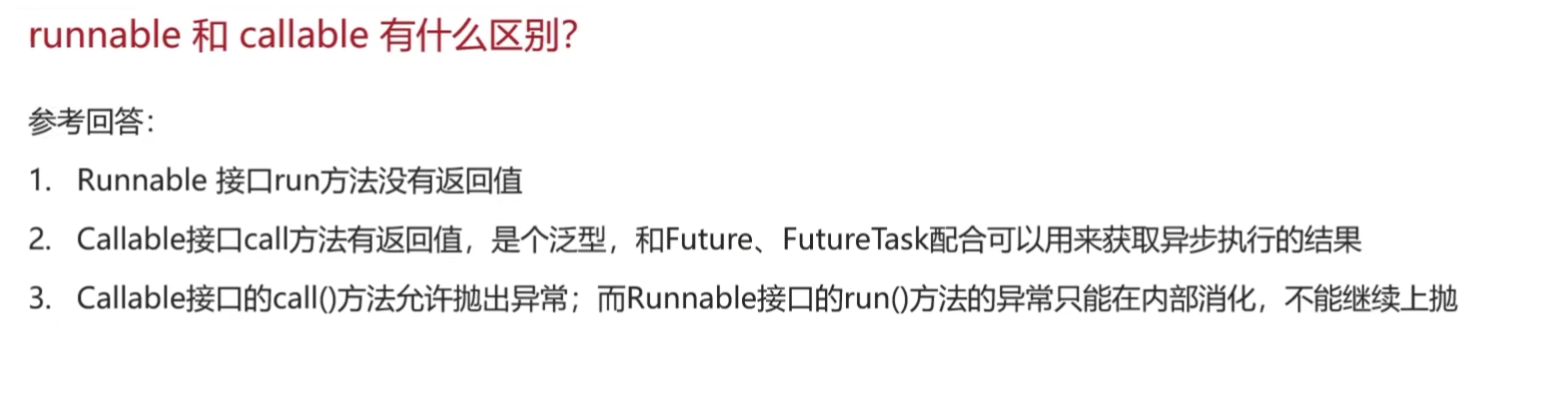 runnable 和 callable 有什么区别？
参考回答：
1. Runnable 接口run方法没有返回值
2. Callable接口call方法有返回值，是个泛型，和Future、FutureTask配合可以用来获取异步执行的结果
3. Callable接口的call()方法允许抛出异常；而Runnable接口的run()方法的异常只能在内部消化，不能继续上抛